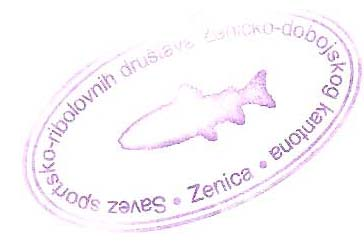 Savez sportsko-ribolovnih društava Zeničko-dobojskog kantona
• Zenica •